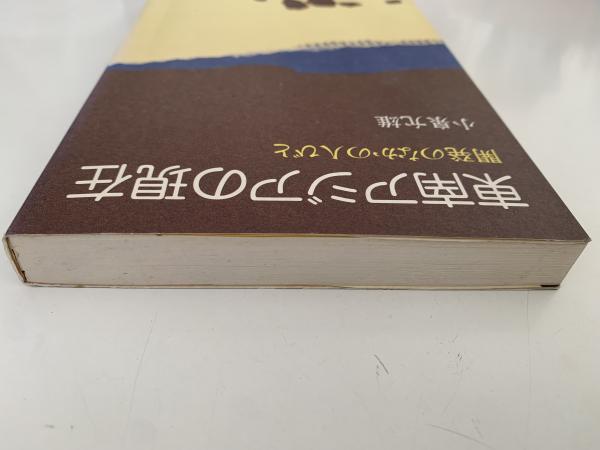 東南アジアの現在
開発のなかの人びと
小泉允雄